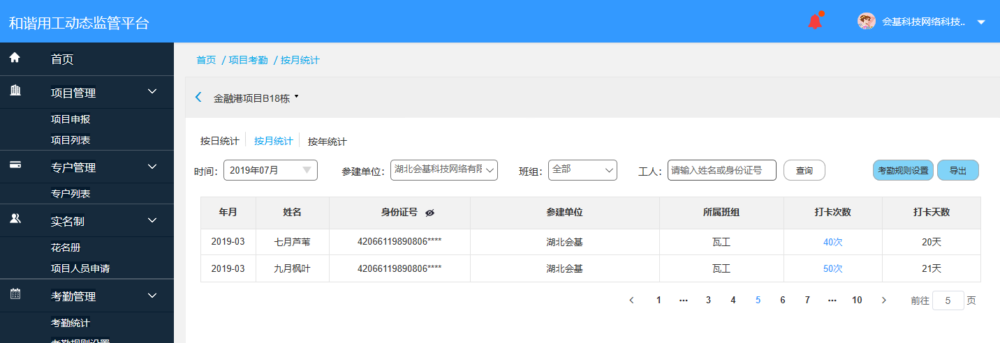 和谐用工动态监管平台
会基科技网络科技..
首页
项目管理
项目申报
项目列表
专户管理
专户列表
实名制
花名册
项目人员申请
考勤管理
考勤统计
考勤规则设置
首页 / 项目考勤 / 按月统计
金融港项目B18栋
按日统计 按月统计 按年统计
时间： 2019年07月 参建单位： 湖北会基科技网络有限 班组： 全部 工人： 请输入姓名或身份证号 查询 考勤规则设置 导出
年月 姓名 身份证号 参建单位 所属班组 打卡次数 打卡天数
2019-03 七月芦苇 42066119890806**** 湖北会基 瓦工 40次 20天
2019-03 九月枫叶 42066119890806**** 湖北会基 瓦工 50次 21天
1 ••• 3 4 5 6 7 ••• 10 前往 5 页